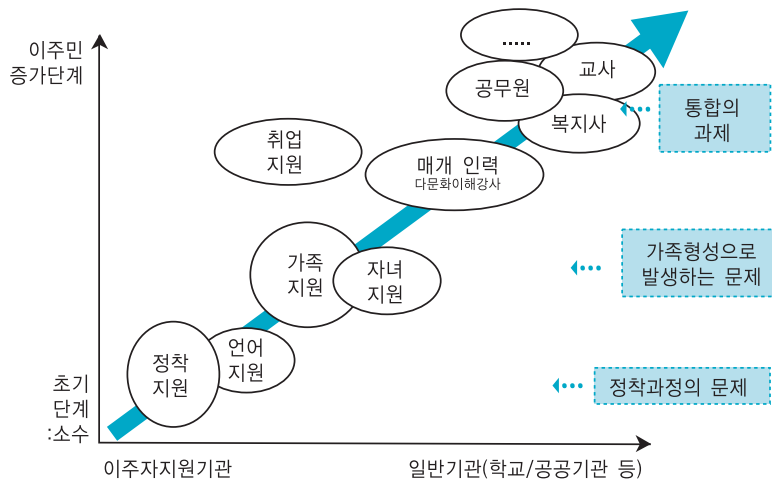 이주민
증가단계
.....
교사
공무원
복지사
통합의
과제
취업
지원
매개 인력
다문화이해강사
가족
지원
자녀
지원
가족형성으로
발생하는 문제
언어
지원
정착
지원
정착과정의 문제
초기
단계
:소수
이주자지원기관
일반기관(학교/공공기관 등)